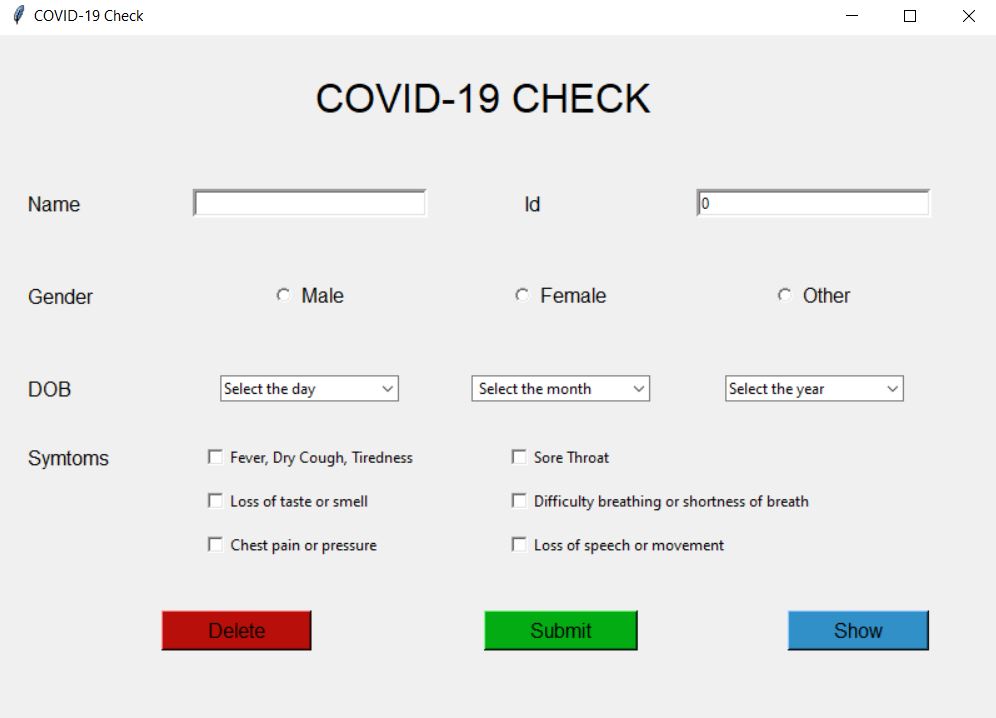 COVID-19 Check
COVID-19 CHECK
Name Id 0
Gender Male Female Other
DOB Select the day Select the month Select the year
Symtoms Fever, Dry Cough, Tiredness Sore Throat
Loss of taste or smell Difficulty breathing or shortness of breath
Chest pain or pressure Loss of speech or movement
Delete Submit Show